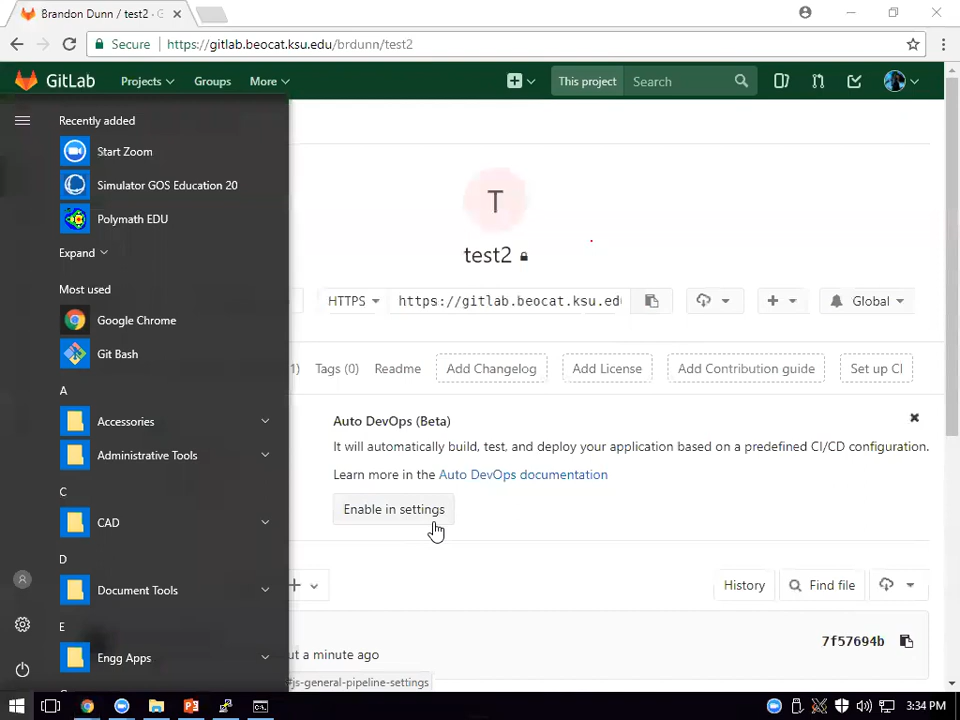 Brandon Dunn / test2 · G
Secure https://gitlab.beocat.ksu.edu/brdunn/test2
GitLab Projects Groups More This project Search
Recently added
Start Zoom
Simulator GOS Education 20
Polymath EDU
Expand
Most used
Google Chrome
Git Bash
A
Accessories
Administrative Tools
C
CAD
D
Document Tools
E
Engg Apps
T
test2
HTTPS https://gitlab.beocat.ksu.ed Global
1) Tags (0) Readme Add Changelog Add License Add Contribution guide Set up CI
Auto DevOps (Beta)
It will automatically build, test, and deploy your application based on a predefined CI/CD configuration.
Learn more in the Auto DevOps documentation
Enable in settings
History Find file
7f57694b
ut a minute ago
#js-general-pipeline-settings
3:34 PM